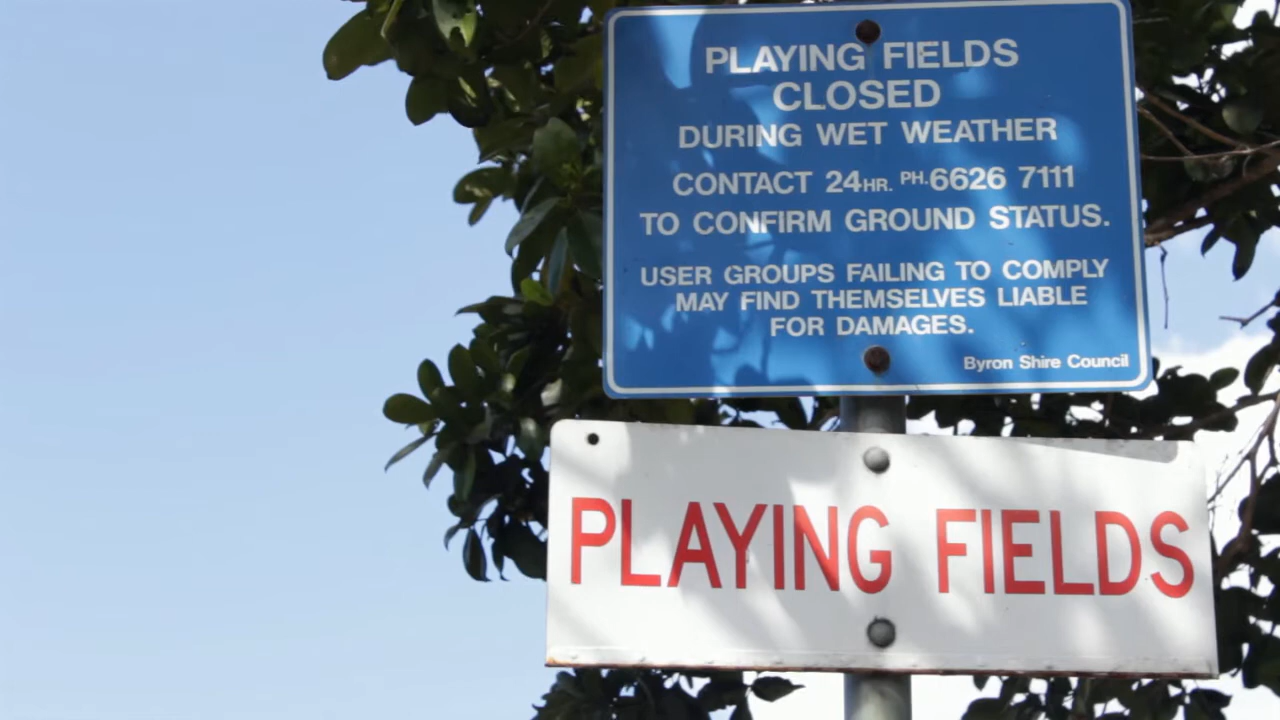 PLAYING FIELDS
CLOSED
DURING WET WEATHER
CONTACT 24HR. PH.6626 7111
TO CONFIRM GROUND STATUS.
USER GROUPS FAILING TO COMPLY
MAY FIND THEMSELVES LIABLE
FOR DAMAGES.
Byron Shire Council
PLAYING FIELDS